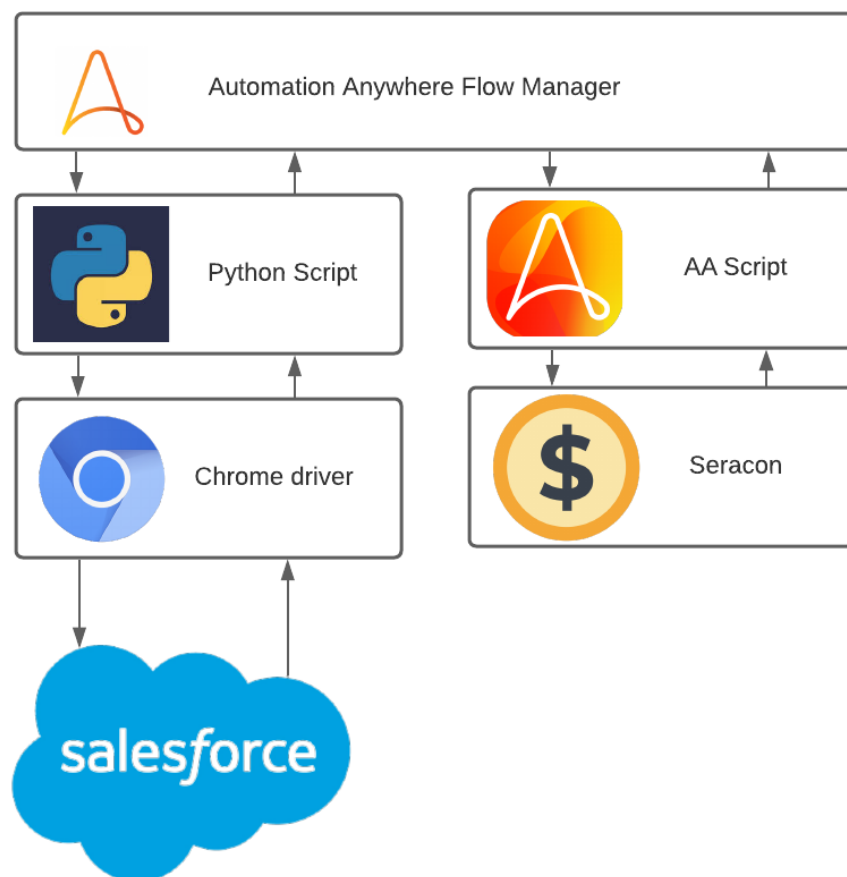 Automation Anywhere Flow Manager
Python Script
AA Script
Chrome driver
$
Seracon
salesforce